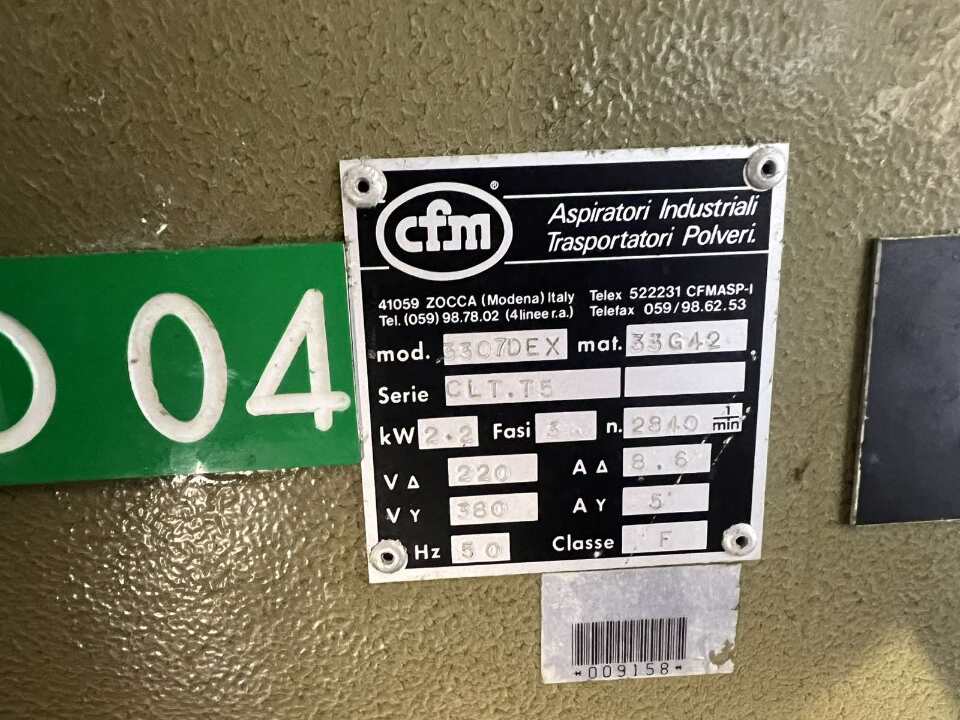 04
cfm ®
Aspiratori Industriali
Trasportatori Polveri.
41059 ZOCCA (Modena) Italy Telex 522231 CFMASP-I
Tel. (059) 98.78.02 (4 linee r.a.) Telefax 059/98.62.53
mod. 3307DEX mat. 33G42
Serie CLT.T5
kW 2.2 Fasi 3 n. 2840 1/min
V Δ 220 A Δ 8.6
V Y 380 A Y 5
Hz 50 Classe F
*009158*